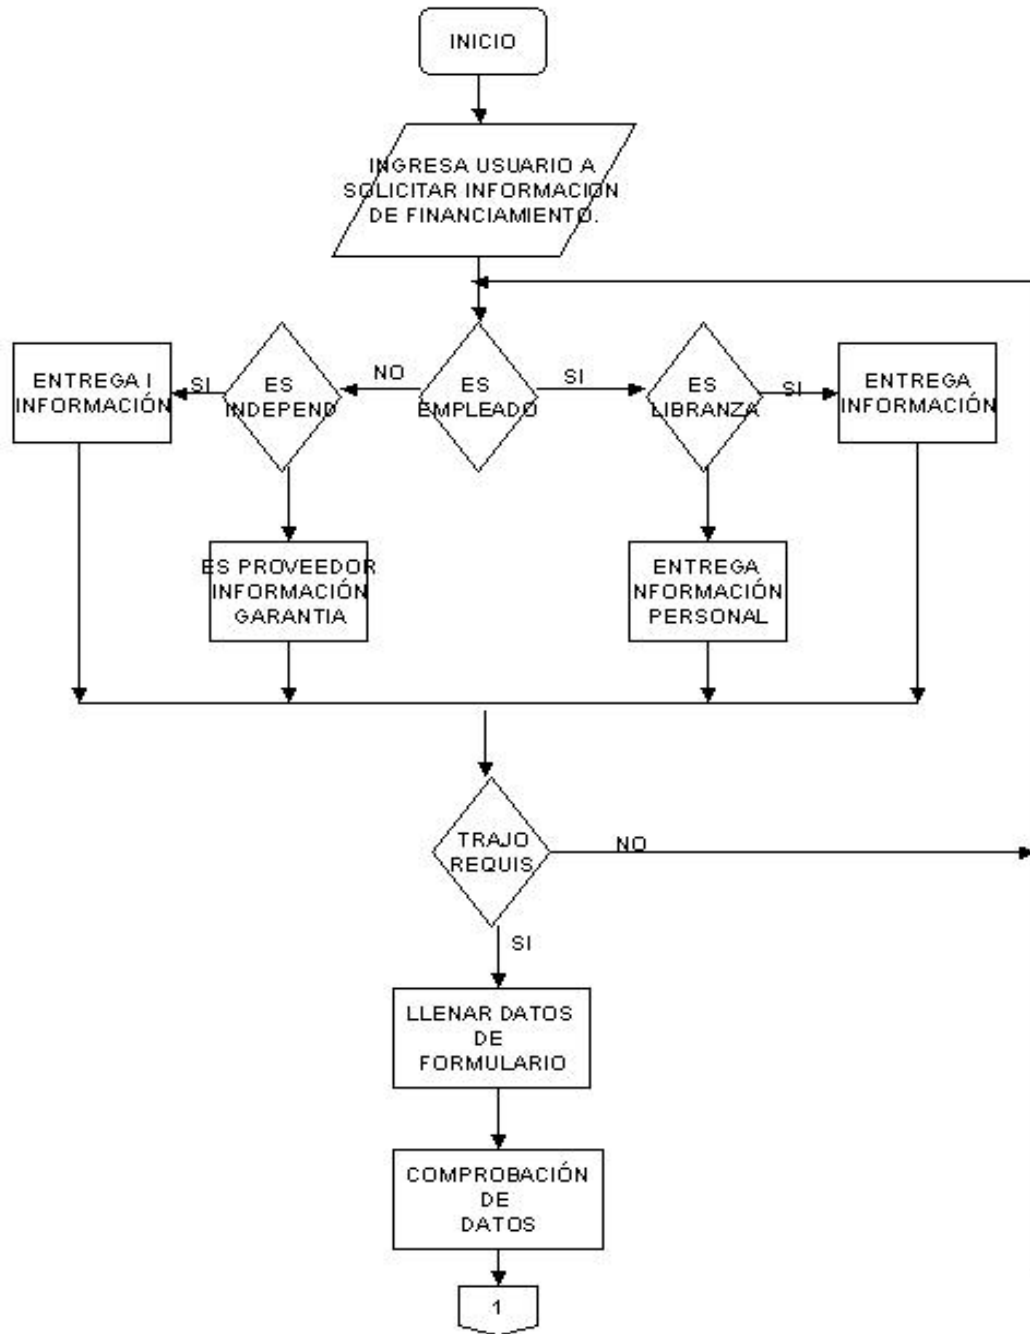 INICIO
INGRESA USUARIO A
SOLICITAR INFORMACION
DE FINANCIAMIENTO.
ENTREGA I
INFORMACIÓN
SI
ES
INDEPEND
NO
ES
EMPLEADO
SI
ES
LIBRANZA
SI
ENTREGA
INFORMACIÓN
ES PROVEEDOR
INFORMACIÓN
GARANTIA
ENTREGA
NFORMACIÓN
PERSONAL
TRAJO
REQUIS
NO
SI
LLENAR DATOS
DE
FORMULARIO
COMPROBACIÓN
DE
DATOS
1